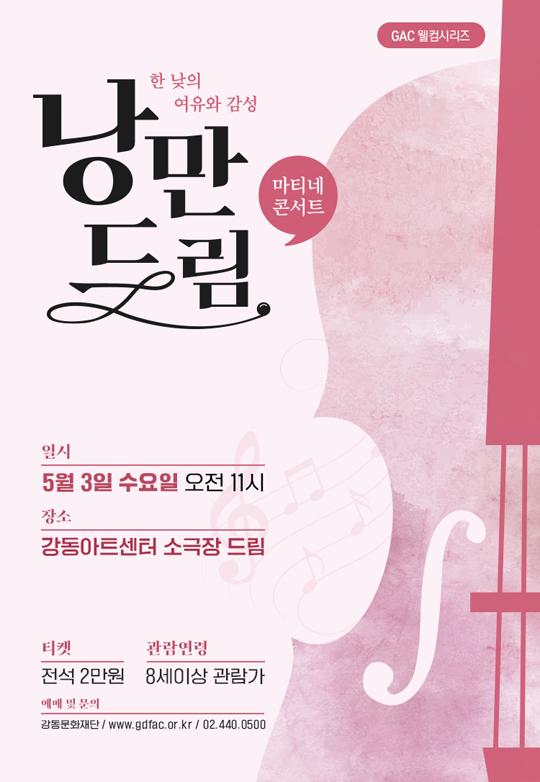 GAC 웰컴시리즈
한 낮의
여유와 감성
낭만
드림
마티네
콘서트
일시
5월 3일 수요일 오전 11시
장소
강동아트센터 소극장 드림
티켓
전석 2만원
관람연령
8세이상 관람가
예매 및 문의
강동문화재단 / www.gdfac.or.kr / 02.440.0500